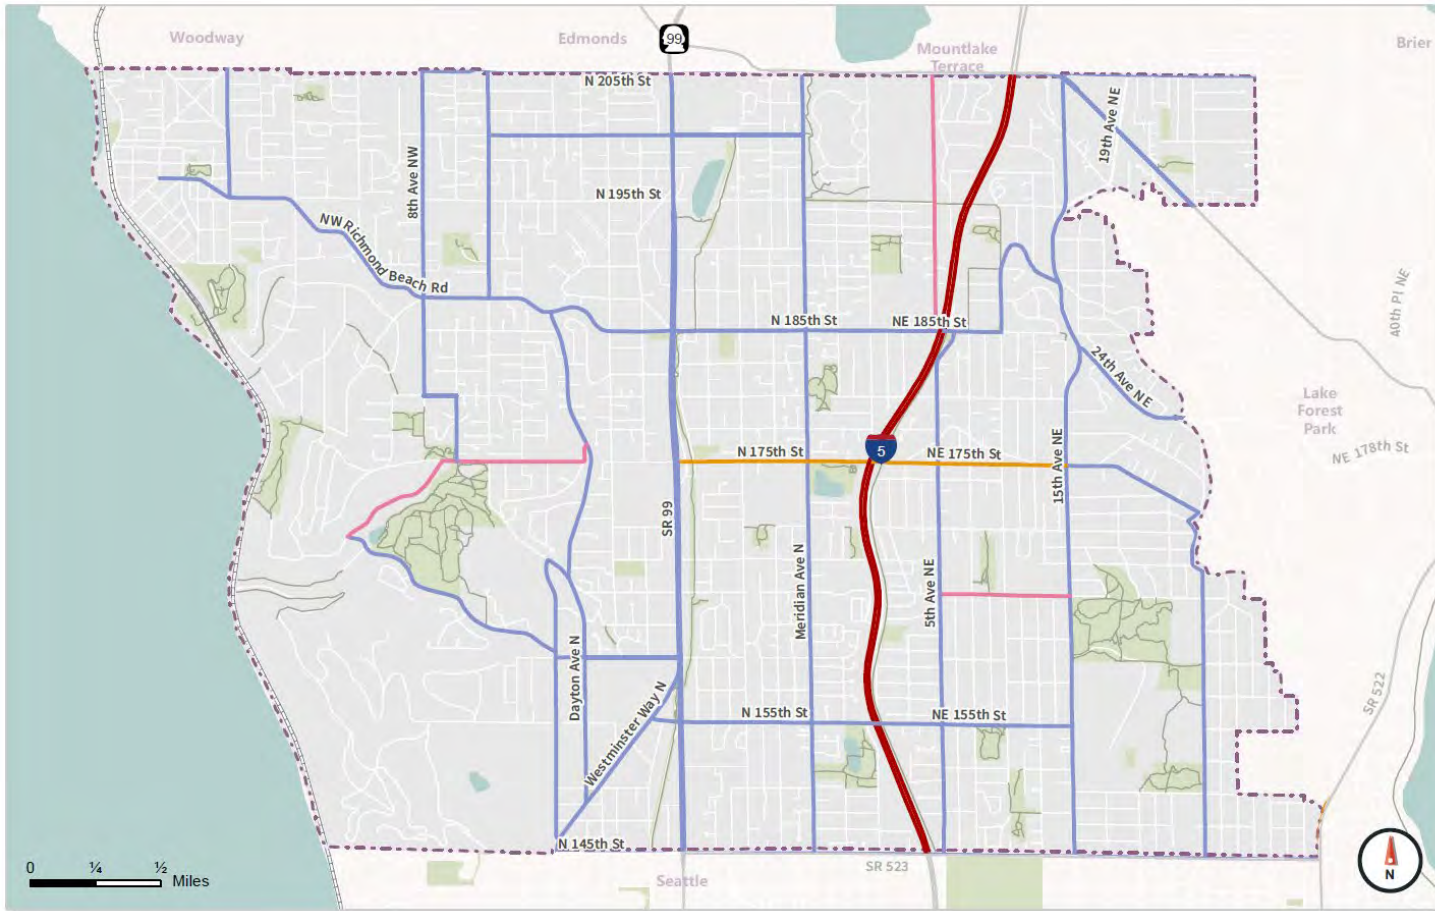 Woodway
Edmonds
99
Mountlake
Terrace
Brier
N 205th St
19th Ave NE
8th Ave NW
N 195th St
NW Richmond Beach Rd
A0th Pl NE
N 185th St
NE 185th St
24th Ave NE
Lake
Forest
Park
5
N 175th St
NE 175th St
NE 178th St
15th Ave NE
SR 99
Meridian Ave N
5th Ave NE
Dayton Ave N
Westminster Way N
SR 522
N 155th St
NE 155th St
N 145th St
SR 523
Seattle
0 ¼ ½ Miles
N